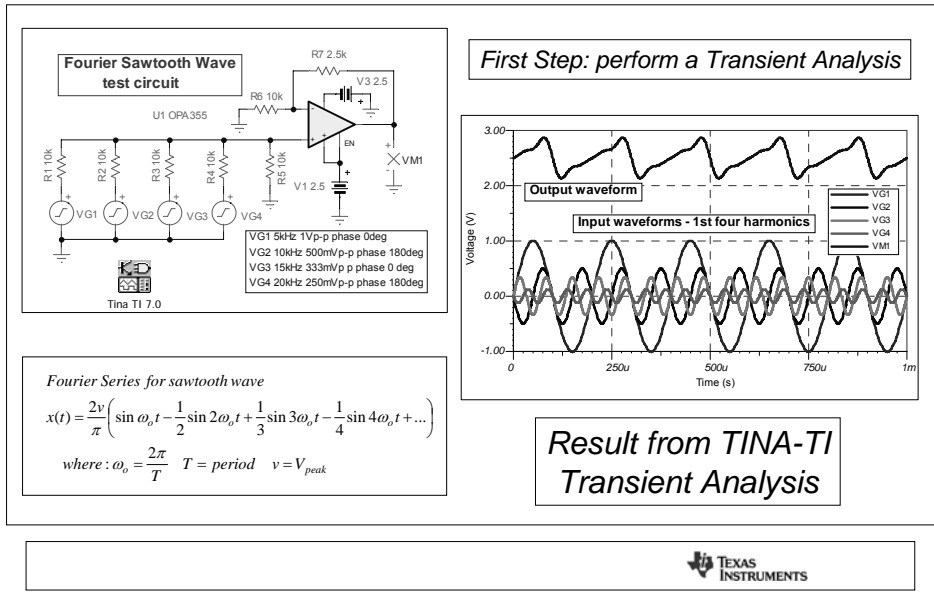 Fourier Sawtooth Wave
test circuit
R7 2.5k
V3 2.5
+
R6 10k
U1 OPA355
-
+
+
EN
R1 10k
R2 10k
R3 10k
R4 10k
R5 10k
+
VM1
-
+
V1 2.5
VG1
VG2
VG3
VG4
VG1 5kHz 1Vp-p phase 0deg
VG2 10kHz 500mVp-p phase 180deg
VG3 15kHz 333mVp p phase 0 deg
VG4 20kHz 250mVp-p phase 180deg
Tina TI 7.0
First Step: perform a Transient Analysis
3.00
2.00
1.00
0.00
-1.00
Voltage (V)
Output waveform
Input waveforms - 1st four harmonics
VG1
VG2
VG3
VG4
VM1
0 250u 500u 750u 1m
Time (s)
Fourier Series for sawtooth wave
x(t) = 2v/π (sin ωₒt − 1/2 sin 2ωₒt + 1/3 sin 3ωₒt − 1/4 sin 4ωₒt + ...)
where : ωₒ = 2π/T T = period v = Vpeak
Result from TINA-TI
Transient Analysis
TEXAS
INSTRUMENTS